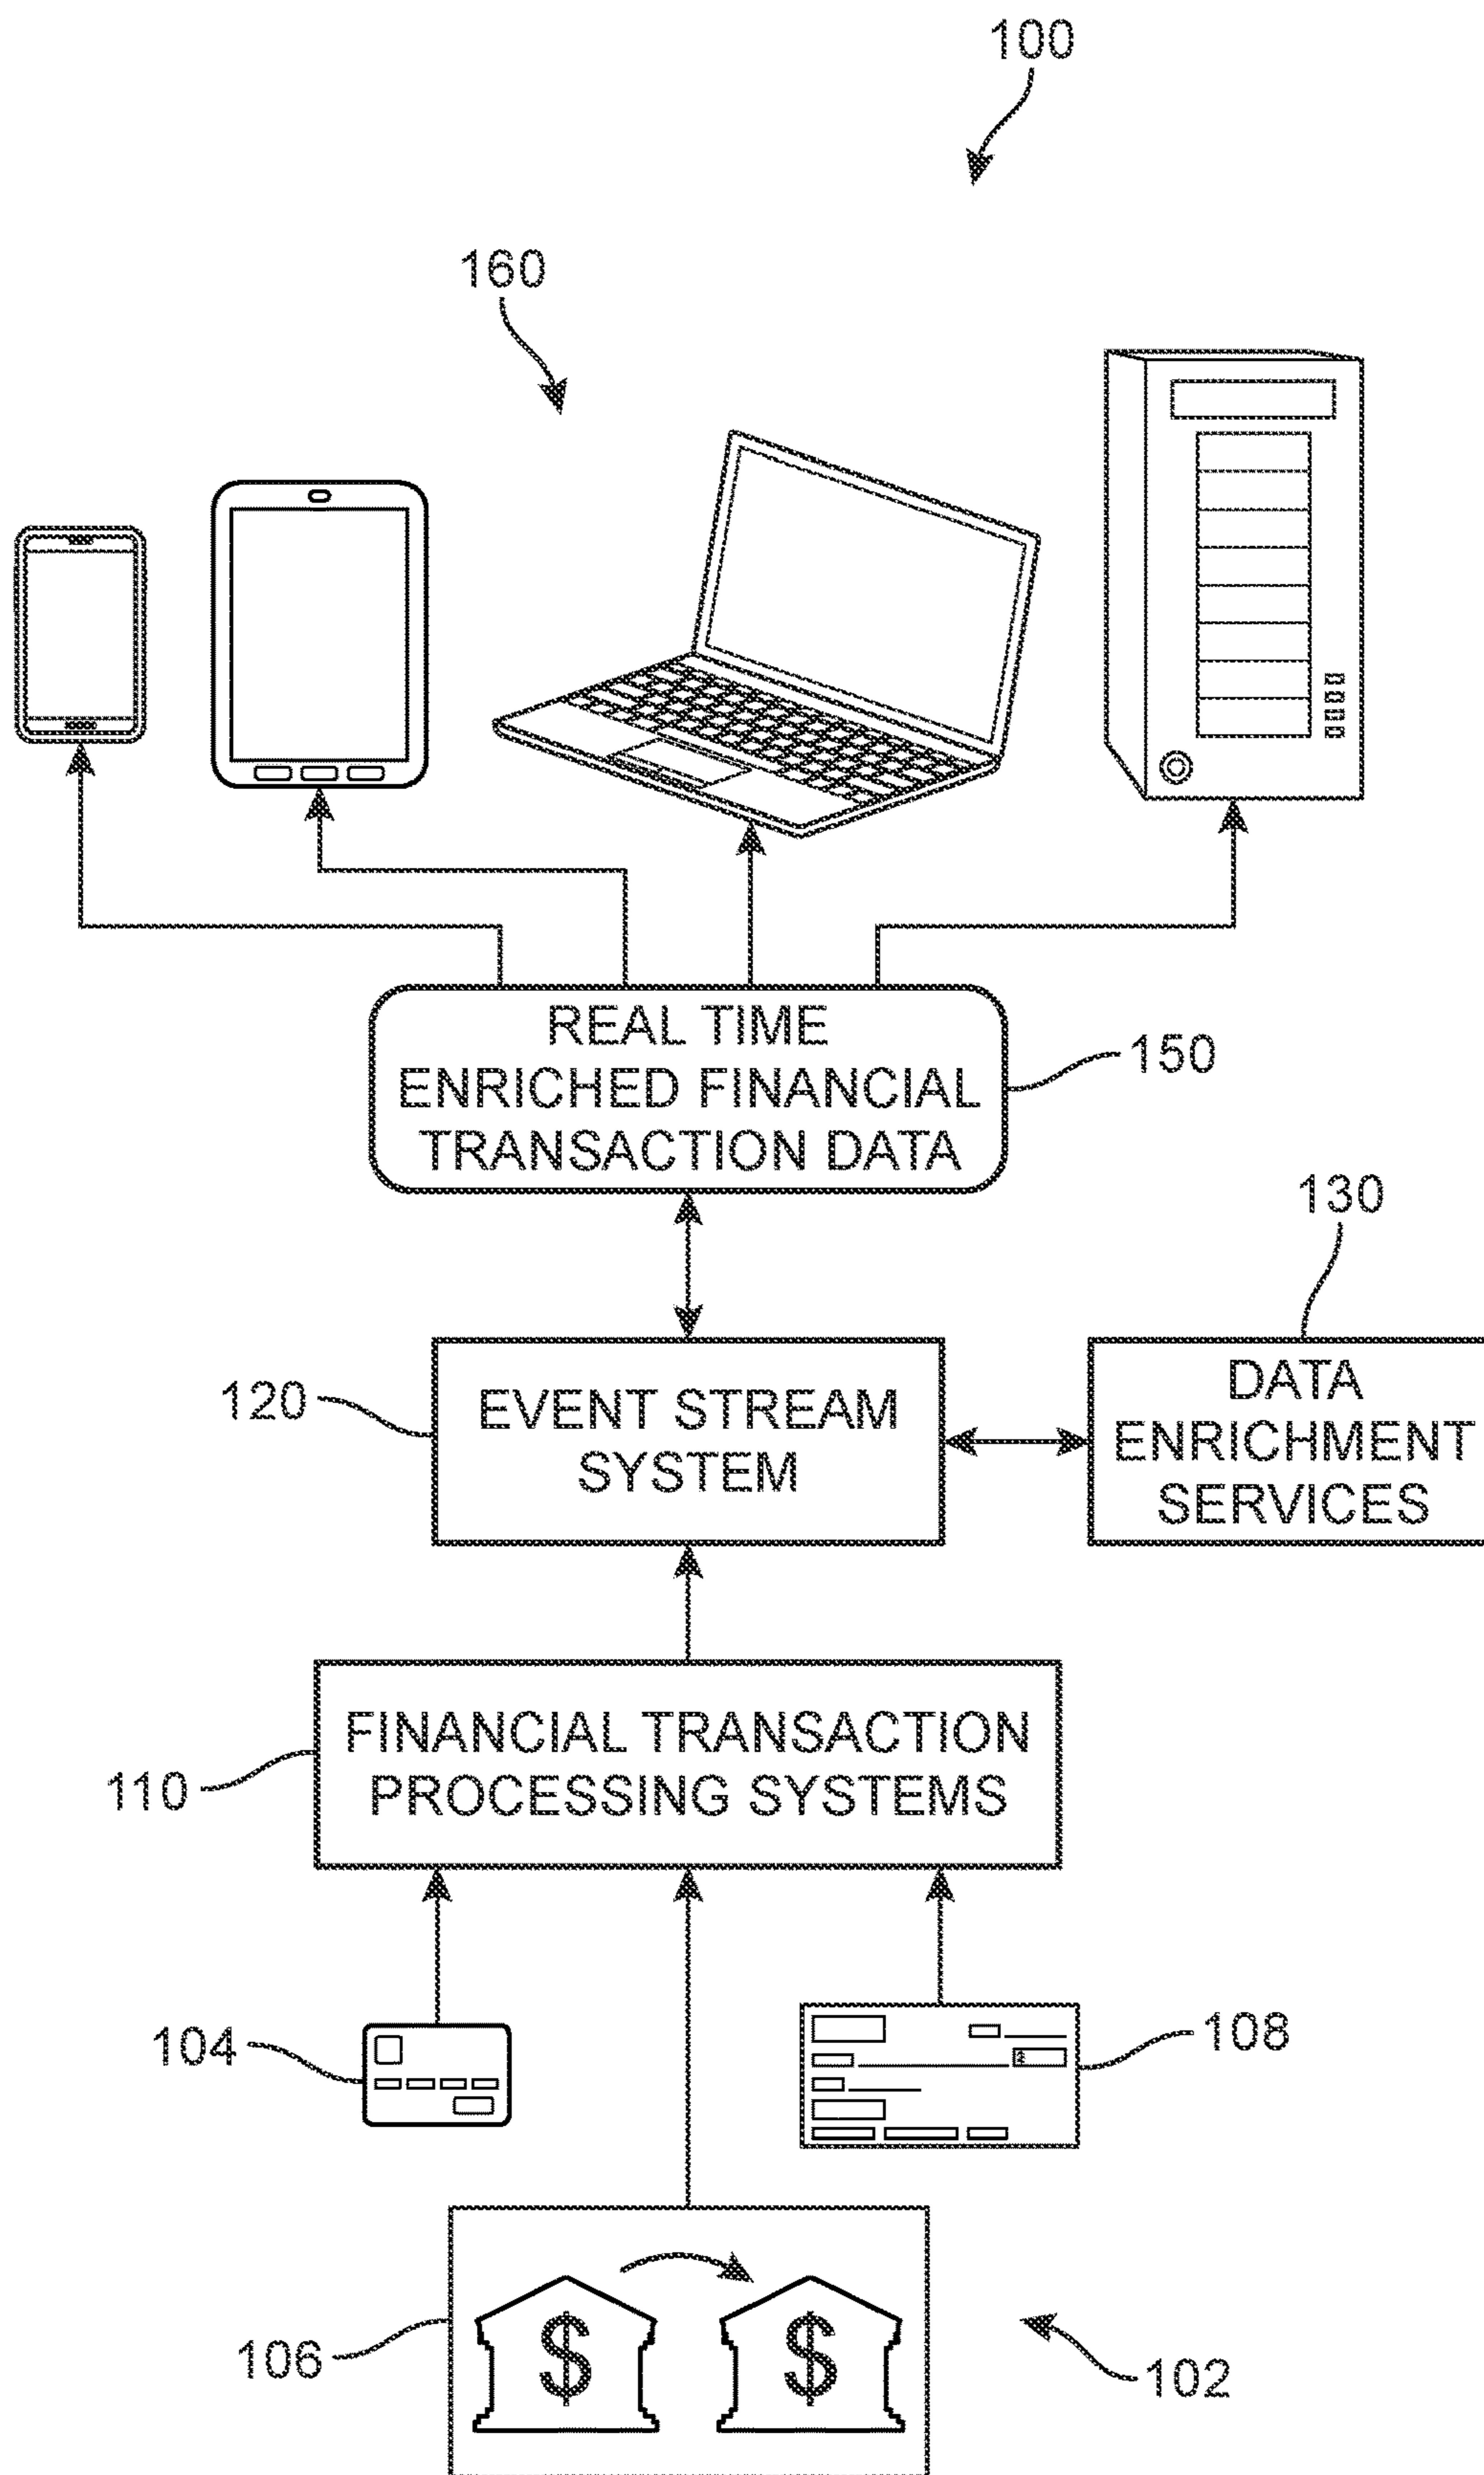 100
160
REAL TIME
ENRICHED FINANCIAL
TRANSACTION DATA
150
130
120
EVENT STREAM
SYSTEM
DATA
ENRICHMENT
SERVICES
110
FINANCIAL TRANSACTION
PROCESSING SYSTEMS
104
108
106
$ $
102